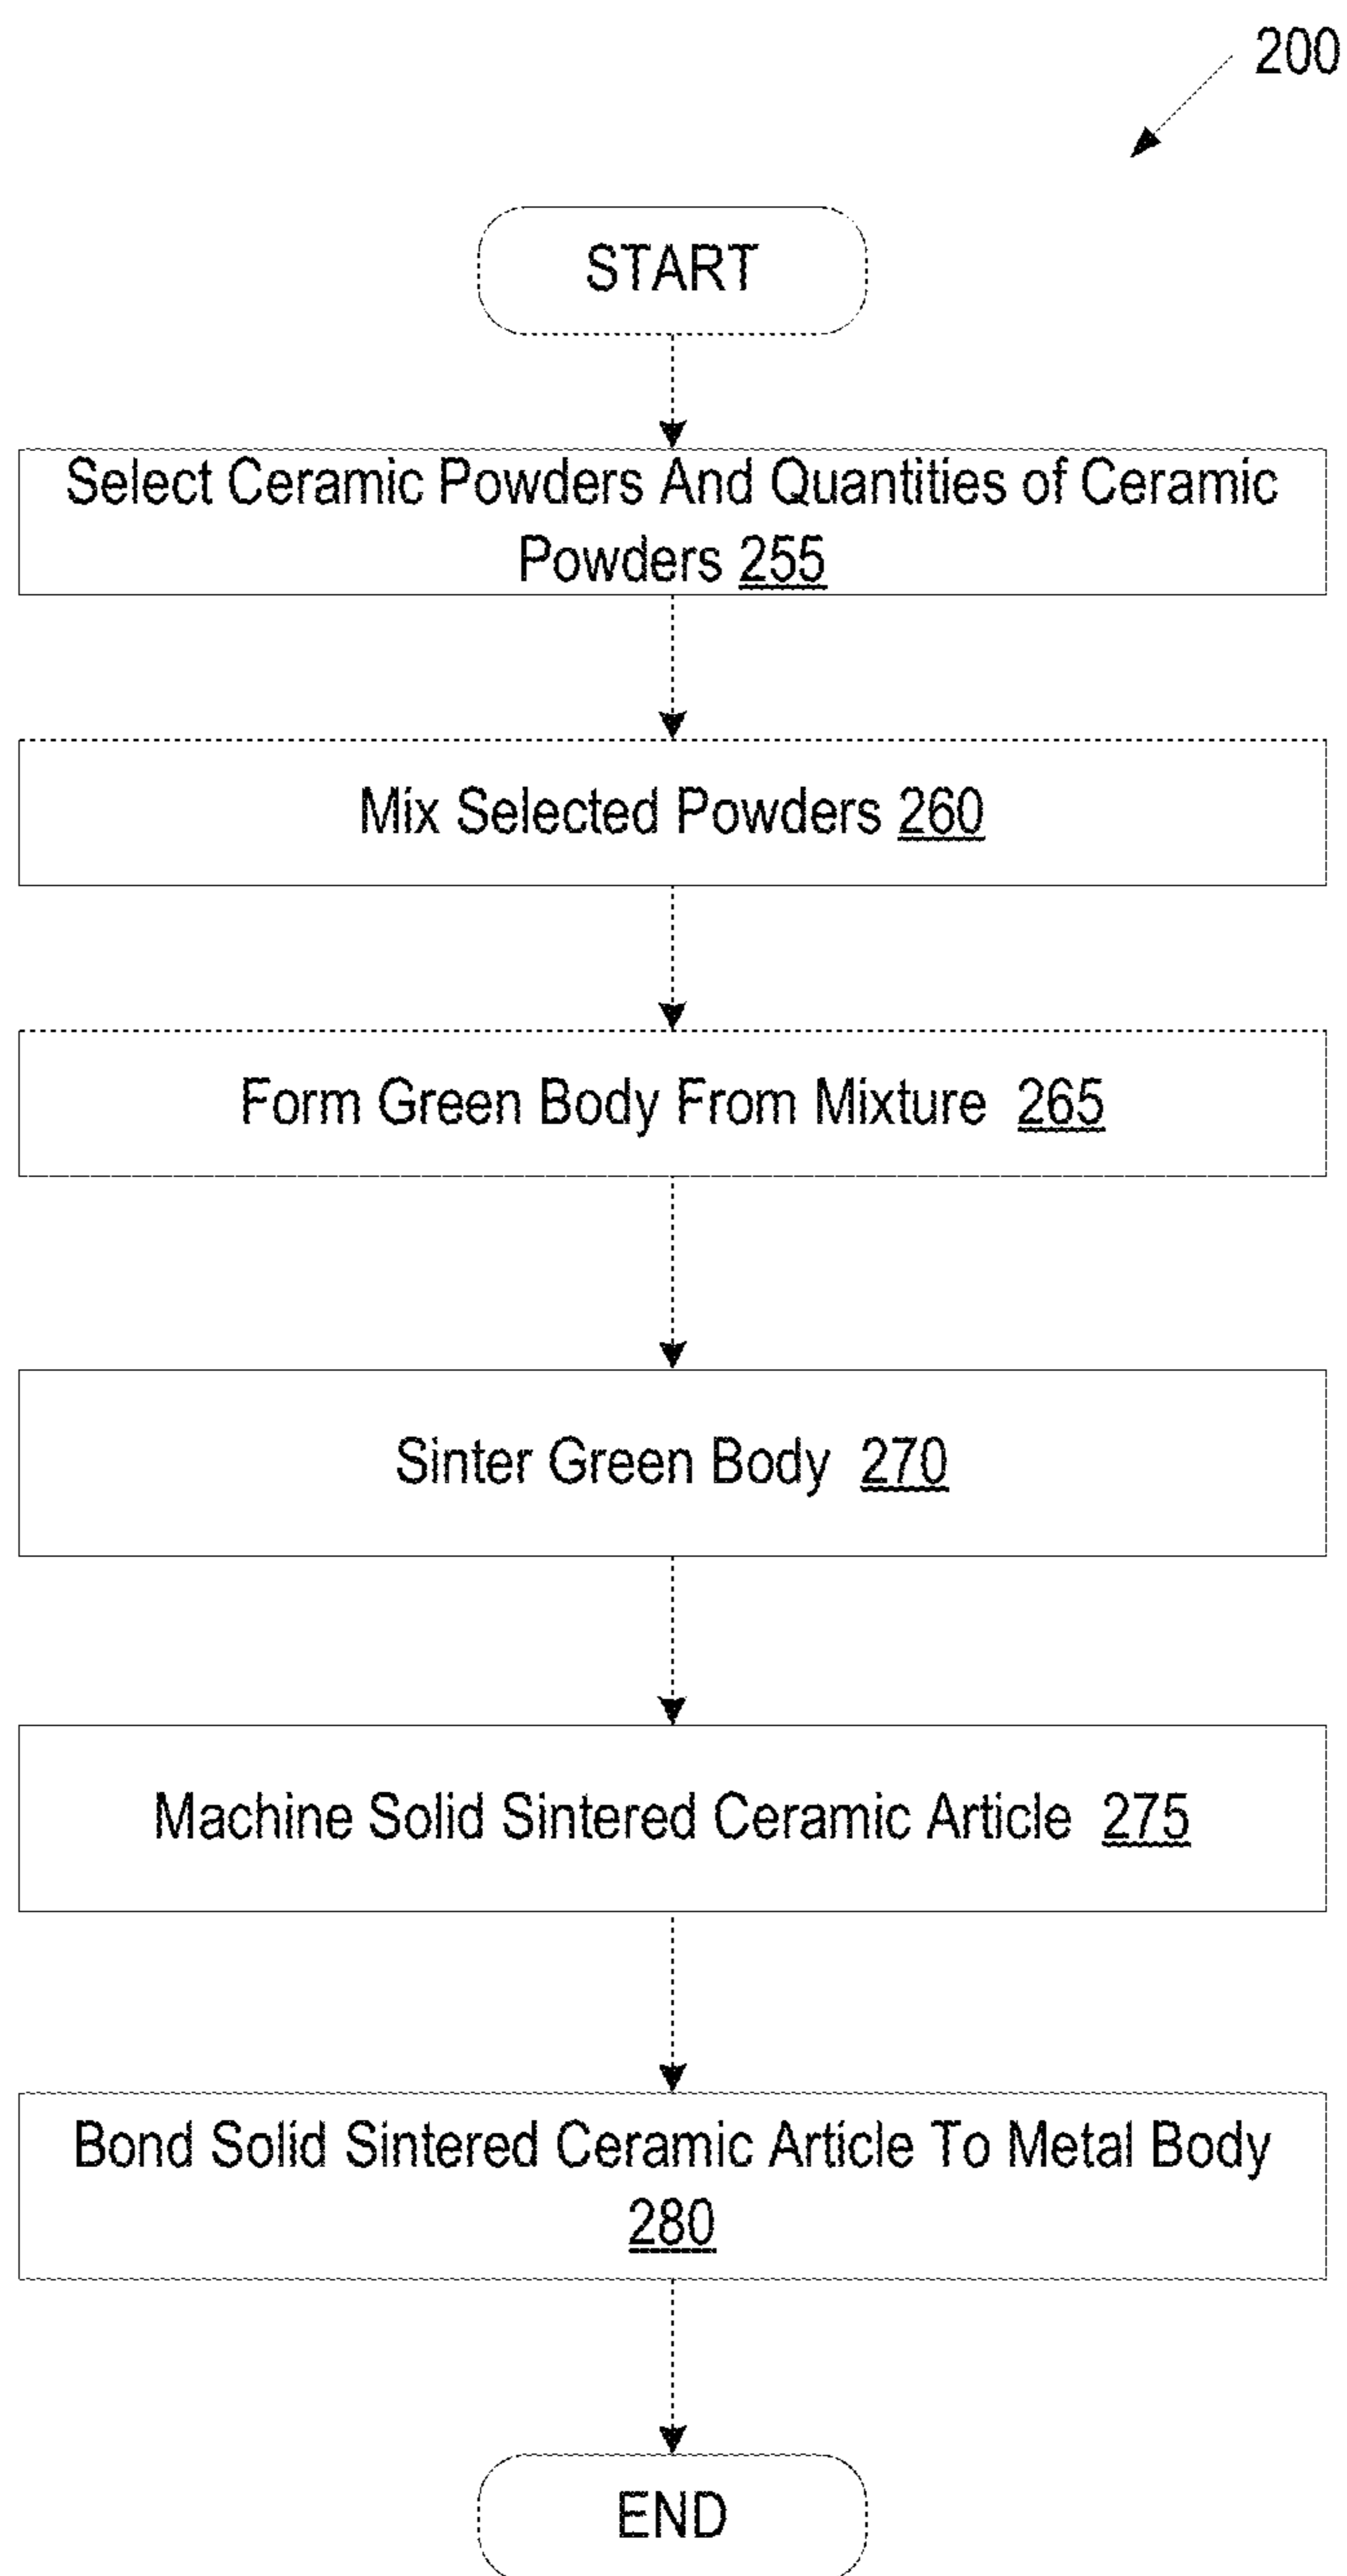 200
START
Select Ceramic Powders And Quantities of Ceramic
Powders 255
Mix Selected Powders 260
Form Green Body From Mixture 265
Sinter Green Body 270
Machine Solid Sintered Ceramic Article 275
Bond Solid Sintered Ceramic Article To Metal Body
280
END